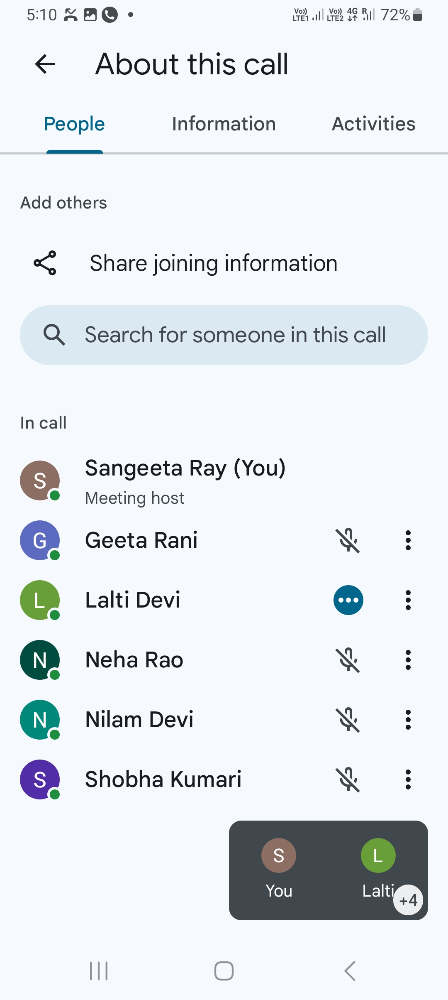 5:10
Vo)) LTE1 Vo)) LTE2 4G R 72%
About this call
People Information Activities
Add others
Share joining information
Search for someone in this call
In call
S Sangeeta Ray (You)
Meeting host
G Geeta Rani
L Lalti Devi
N Neha Rao
N Nilam Devi
S Shobha Kumari
S L
You Lalti
+4